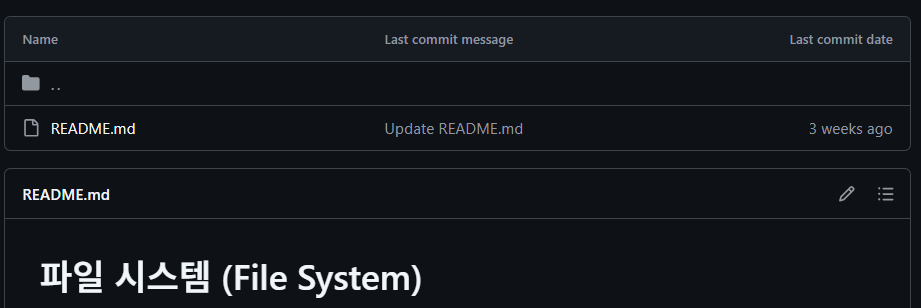 Name Last commit message Last commit date
..
README.md Update README.md 3 weeks ago
README.md
파일 시스템 (File System)